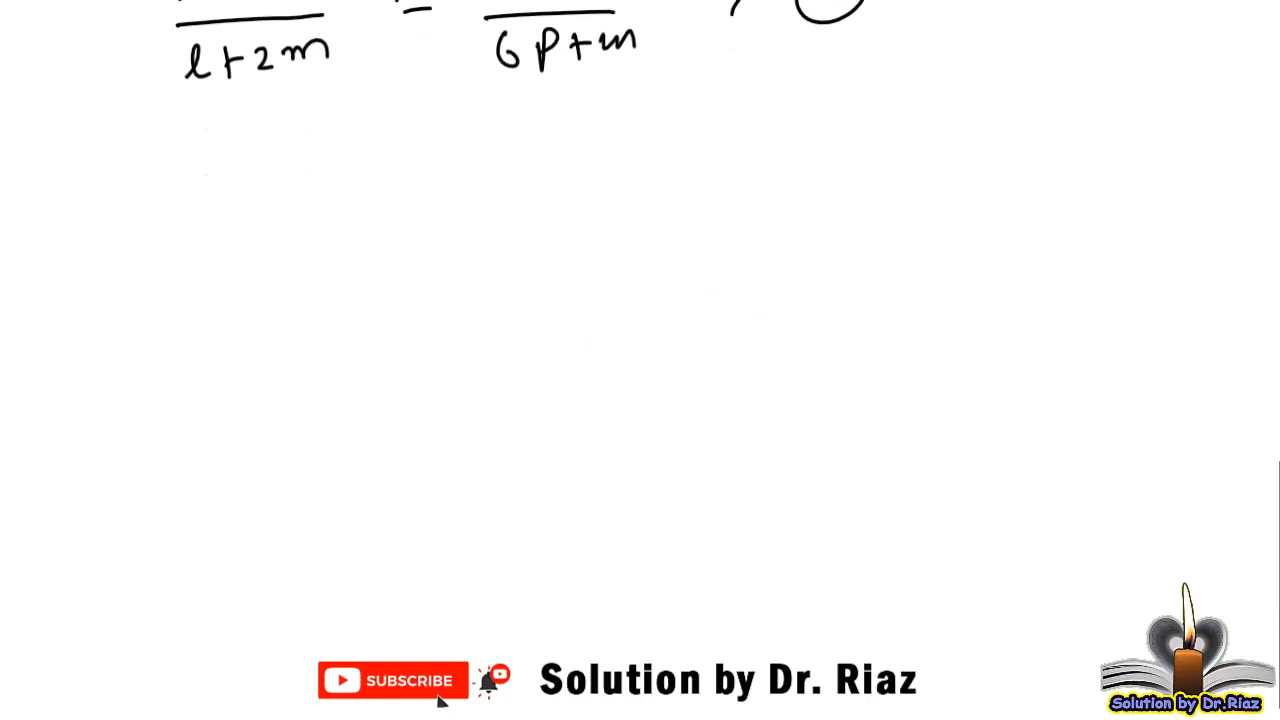 l+2m = 6p+m
SUBSCRIBE Solution by Dr. Riaz
Solution by Dr.Riaz